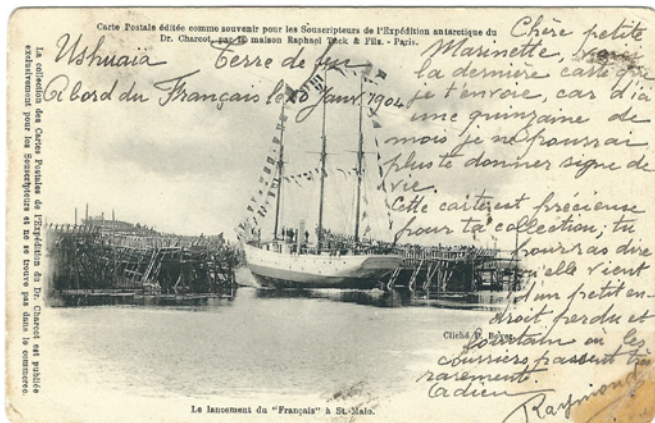 Carte Postale éditée comme souvenir pour les Souscripteurs de l'Expédition antarctique du
Dr. Charcot, par la maison Raphael Tuck & Fils. - Paris.
La collection des Cartes Postales de l'Expédition du Dr. Charcot est publiée
exclusivement pour les Souscripteurs et ne se trouve pas dans le commerce.
Ushuaïa Terre de feu
A bord du Français le 20 Janv. 1904
Chère petite
Marinette, voici
la dernière carte que
je t'envoie, car d'ici
une quinzaine de
mois je ne pourrai
plus te donner signe de
vie.
Cette carte est précieuse
pour ta collection; tu
pourras dire
qu'elle vient
d'un petit en-
droit perdu et
lointain où les
courriers passent très
rarement.
Adieu
Raymond
Cliché P. Boyer
Le lancement du "Français" à St.-Malo.